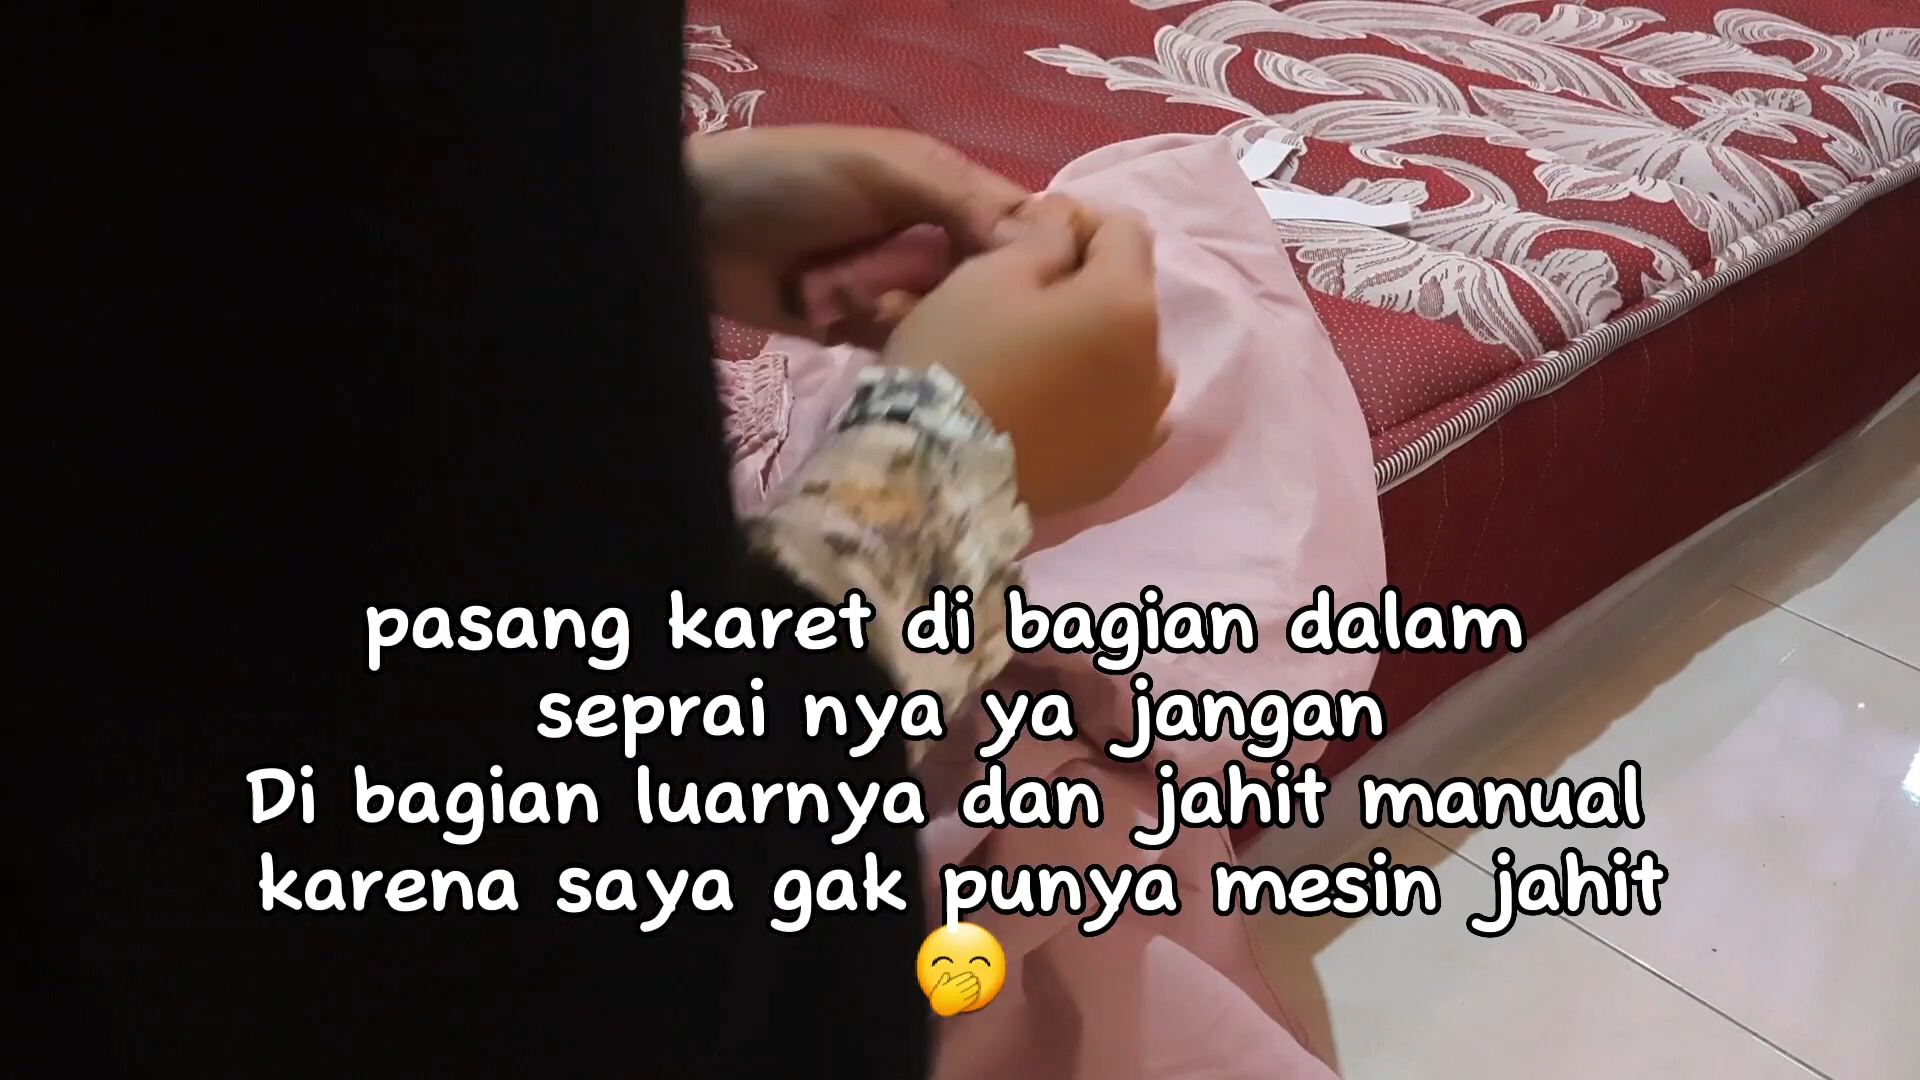 pasang karet di bagian dalam
seprai nya ya jangan
Di bagian luarnya dan jahit manual
karena saya gak punya mesin jahit
🤭